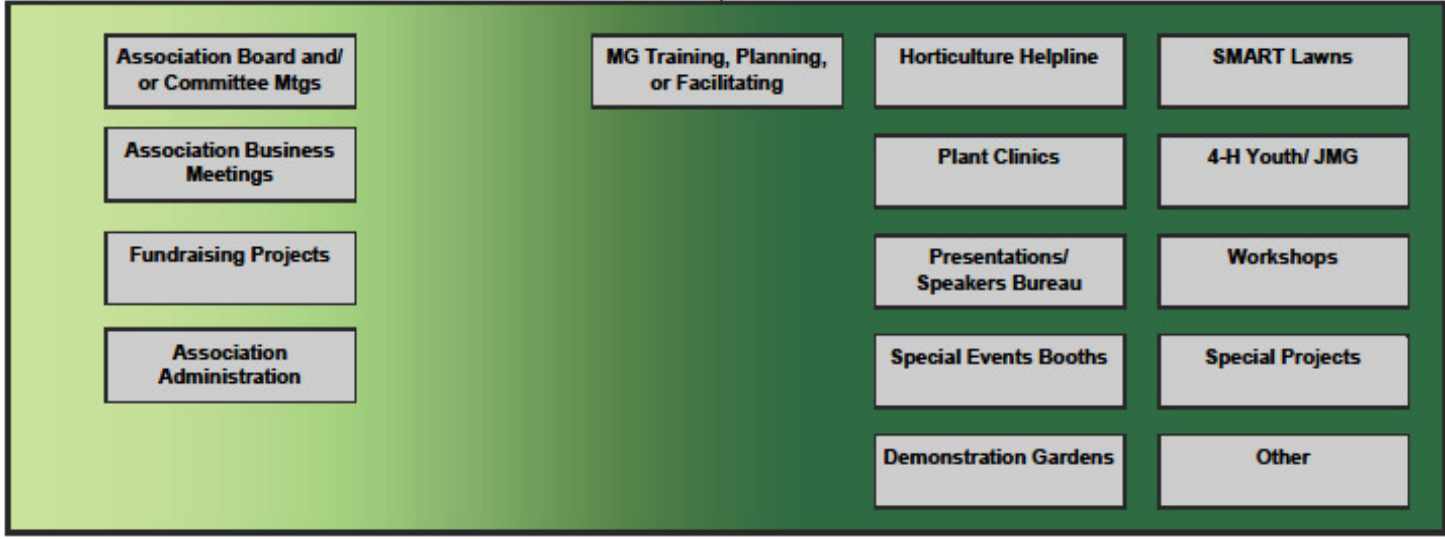 Association Board and/
or Committee Mtgs
Association Business
Meetings
Fundraising Projects
Association
Administration
MG Training, Planning,
or Facilitating
Horticulture Helpline
Plant Clinics
Presentations/
Speakers Bureau
Special Events Booths
Demonstration Gardens
SMART Lawns
4-H Youth/ JMG
Workshops
Special Projects
Other